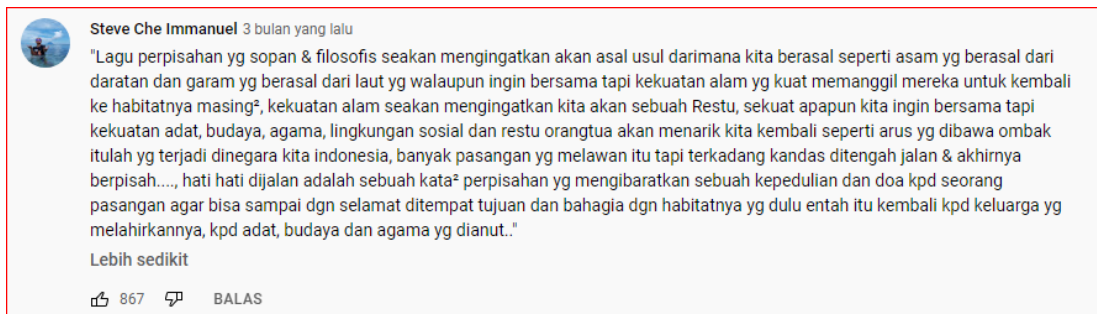 Steve Che Immanuel 3 bulan yang lalu
"Lagu perpisahan yg sopan & filosofis seakan mengingatkan akan asal usul darimana kita berasal seperti asam yg berasal dari
daratan dan garam yg berasal dari laut yg walaupun ingin bersama tapi kekuatan alam yg kuat memanggil mereka untuk kembali
ke habitatnya masing², kekuatan alam seakan mengingatkan kita akan sebuah Restu, sekuat apapun kita ingin bersama tapi
kekuatan adat, budaya, agama, lingkungan sosial dan restu orangtua akan menarik kita kembali seperti arus yg dibawa ombak
itulah yg terjadi dinegara kita indonesia, banyak pasangan yg melawan itu tapi terkadang kandas ditengah jalan & akhirnya
berpisah...., hati hati dijalan adalah sebuah kata² perpisahan yg mengibaratkan sebuah kepedulian dan doa kpd seorang
pasangan agar bisa sampai dgn selamat ditempat tujuan dan bahagia dgn habitatnya yg dulu entah itu kembali kpd keluarga yg
melahirkannya, kpd adat, budaya dan agama yg dianut.."
Lebih sedikit
867 BALAS